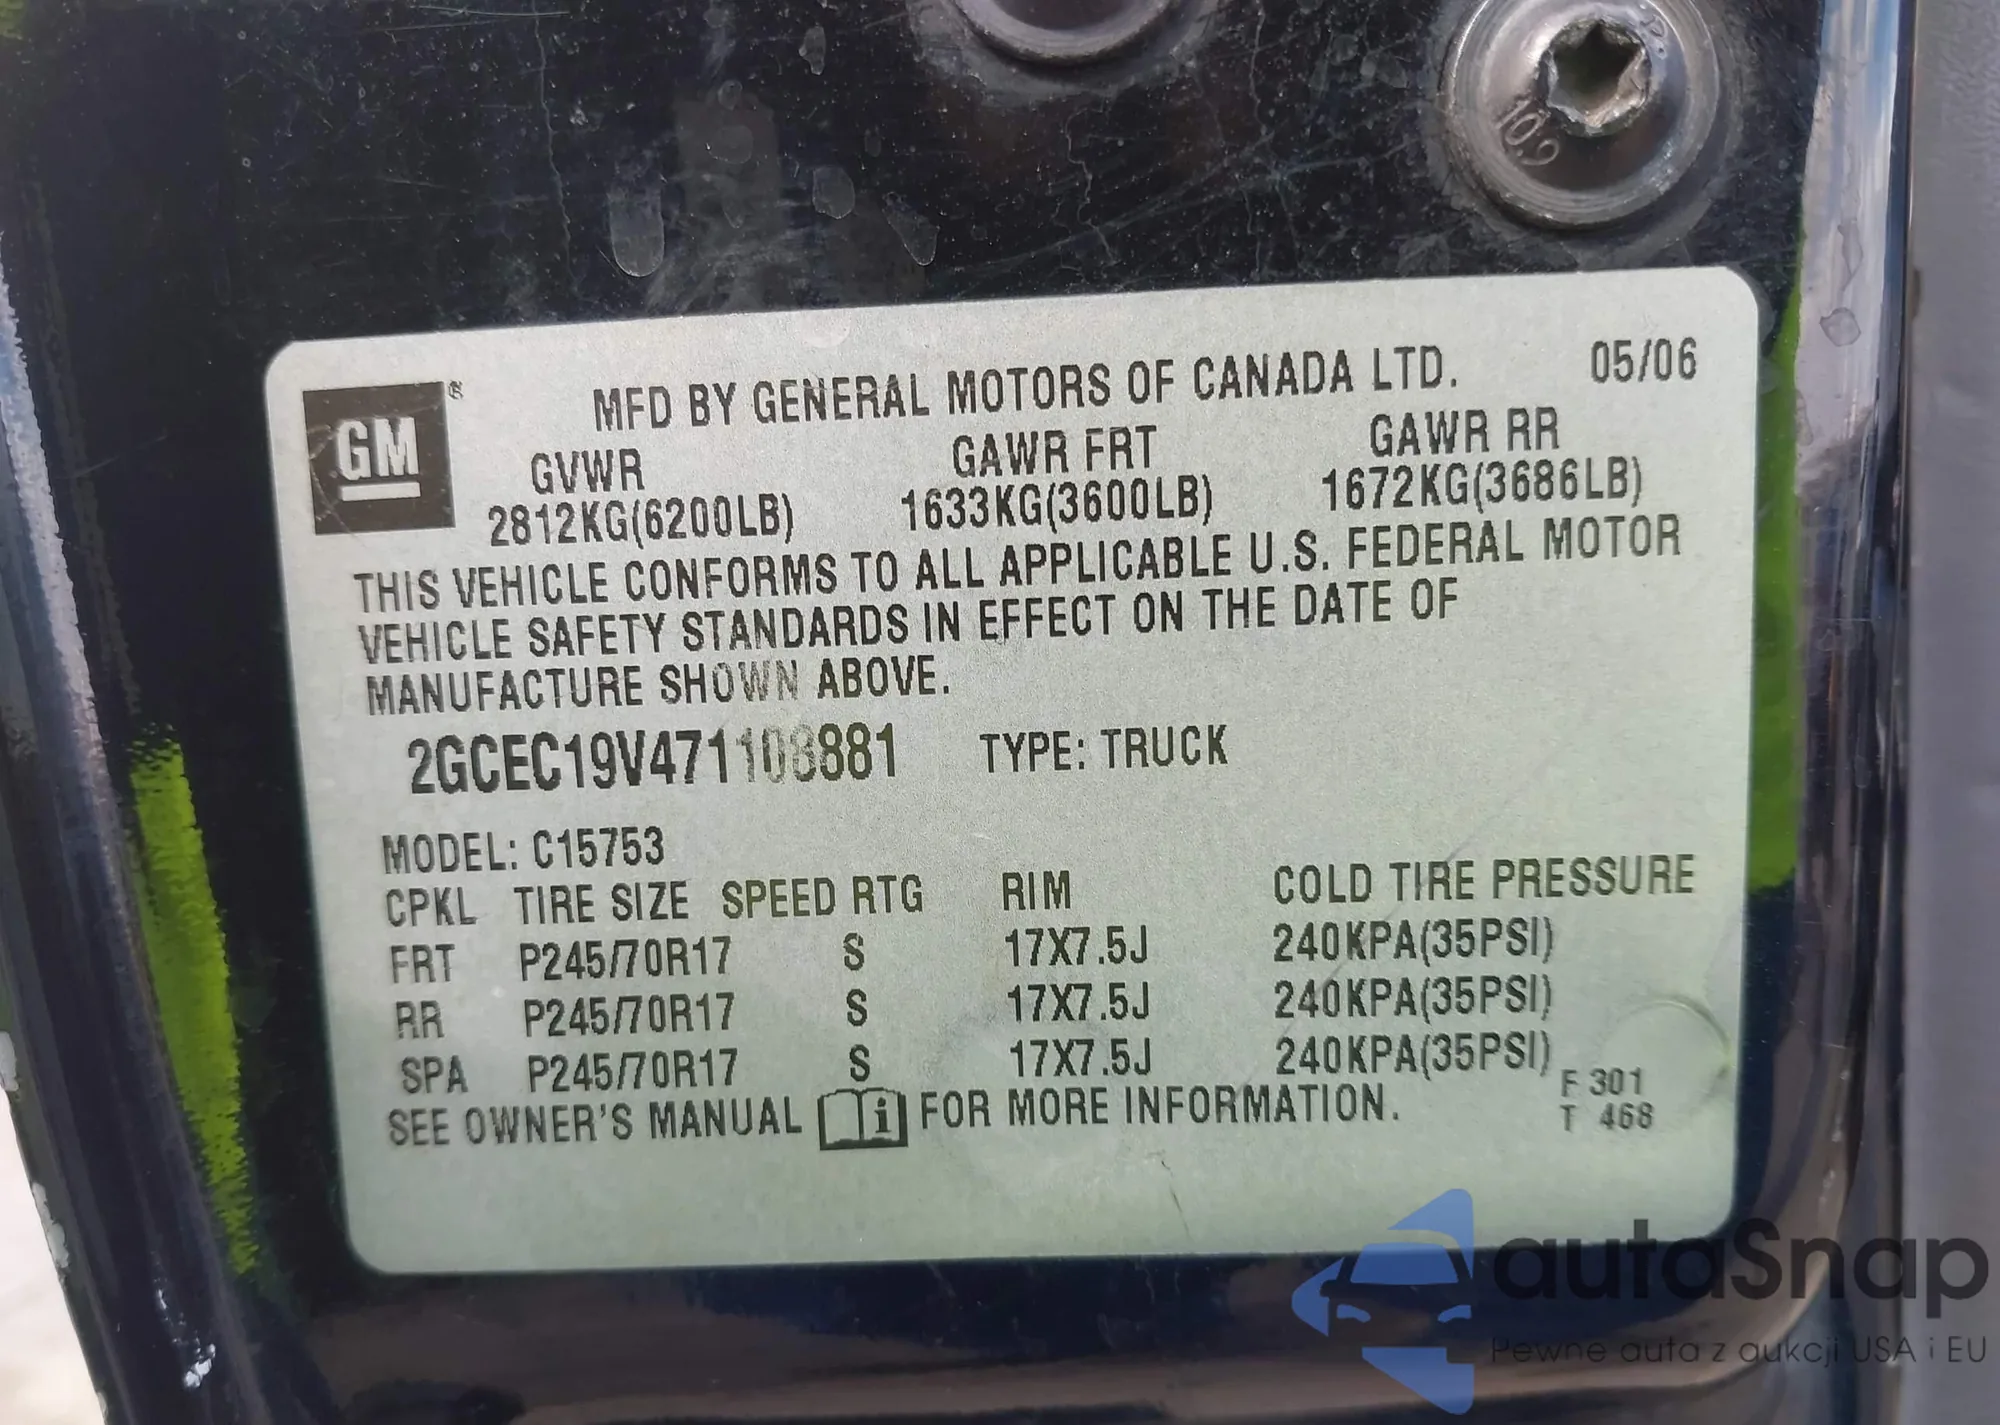 109
GM ®
MFD BY GENERAL MOTORS OF CANADA LTD. 05/06
GVWR GAWR FRT GAWR RR
2812KG(6200LB) 1633KG(3600LB) 1672KG(3686LB)
THIS VEHICLE CONFORMS TO ALL APPLICABLE U.S. FEDERAL MOTOR
VEHICLE SAFETY STANDARDS IN EFFECT ON THE DATE OF
MANUFACTURE SHOWN ABOVE.
2GCEC19V471108881 TYPE: TRUCK
MODEL: C15753
CPKL TIRE SIZE SPEED RTG RIM COLD TIRE PRESSURE
FRT P245/70R17 S 17X7.5J 240KPA(35PSI)
RR P245/70R17 S 17X7.5J 240KPA(35PSI)
SPA P245/70R17 S 17X7.5J 240KPA(35PSI)
F 301
SEE OWNER'S MANUAL i FOR MORE INFORMATION. T 468
autaSnap
Pewne auta z aukcji USA i EU